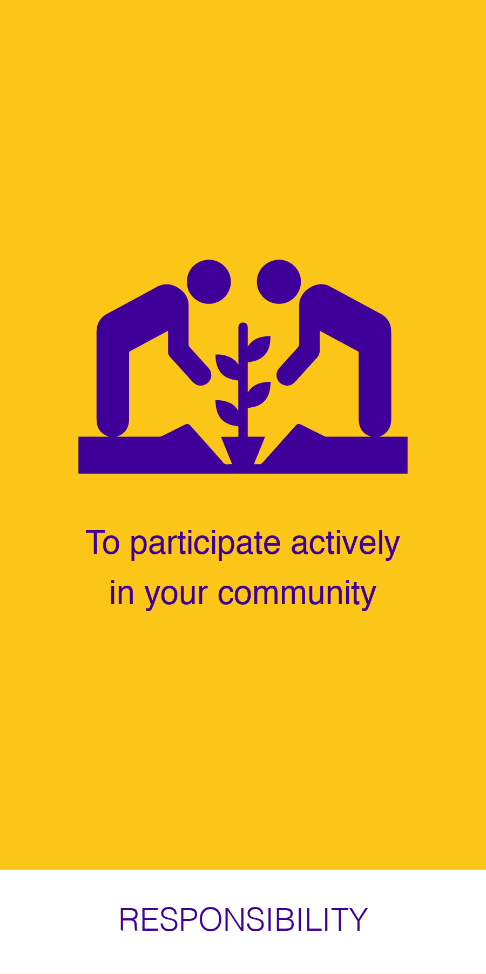 To participate actively
in your community
RESPONSIBILITY